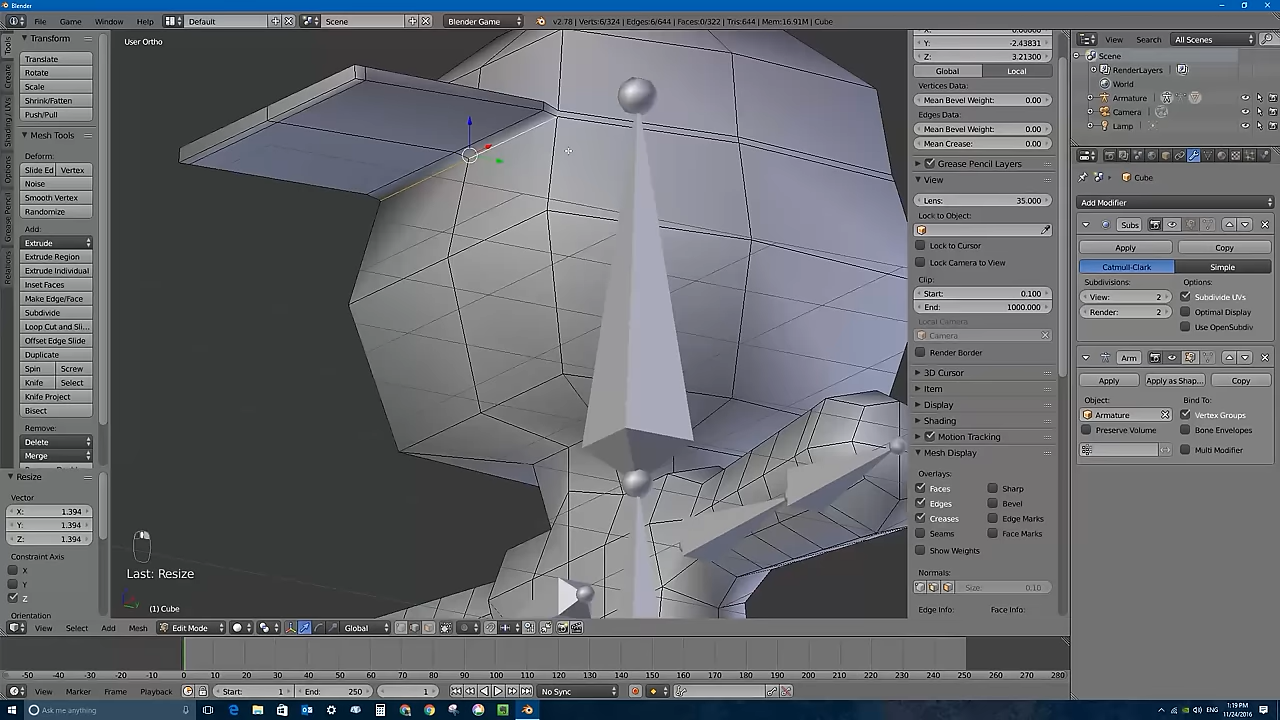 File
Window
Help
Default
Scene
Blender Game
v2.78 | Verts:6/324 | Edges:6/644 | Faces:0/322 | Tris:644 | Mem:16.91M | Cube
User Ortho
Tools
Create
Shading / UVs
Options
Grease Pencil
Relations
Transform
Translate
Rotate
Scale
Shrink/Fatten
Push/Pull
Mesh Tools
Deform:
Slide Ed
Vertex
Noise
Smooth Vertex
Randomize
Add:
Extrude
Extrude Region
Extrude Individual
Inset Faces
Make Edge/Face
Subdivide
Loop Cut and Sli...
Offset Edge Slide
Duplicate
Spin
Screw
Knife
Select
Knife Project
Bisect
Remove:
Delete
Merge
Resize
Vector
X: 1.394
Y: 1.394
Z: 1.394
Constraint Axis
X
Y
Z
Orientation
Last: Resize
(1) Cube
Y: -2.43831
Z: 3.21300
Global
Local
Vertices Data:
Mean Bevel Weight: 0.00
Edges Data:
Mean Bevel Weight: 0.00
Mean Crease: 0.00
Grease Pencil Layers
View
Lens: 35.000
Lock to Object:
Lock to Cursor
Lock Camera to View
Clip:
Start: 0.100
End: 1000.000
Local Camera:
Camera
Render Border
3D Cursor
Item
Display
Shading
Motion Tracking
Mesh Display
Overlays:
Faces
Sharp
Edges
Bevel
Creases
Edge Marks
Seams
Face Marks
Show Weights
Normals:
Size: 0.10
Edge Info:
Face Info:
View
Search
All Scenes
Scene
RenderLayers
World
Armature
Camera
Lamp
Cube
Add Modifier
Subs
Apply
Copy
Catmull-Clark
Simple
Subdivisions:
Options:
View: 2
Subdivide UVs
Render: 2
Optimal Display
Use OpenSubdiv
Arm
Apply
Apply as Shap...
Copy
Object:
Bind To:
Armature
Vertex Groups
Preserve Volume
Bone Envelopes
Multi Modifier
View
Select
Add
Mesh
Edit Mode
Global
-50 -40 -30 -20 -10 0 10 20 30 40 50 60 70 80 90 100 110 120 130 140 150 160 170 180 190 200 210 220 230 240 250 260 270 280
View
Marker
Frame
Playback
Start: 1
End: 250
1
No Sync
Ask me anything
ENG
1:19 PM
11/24/2016